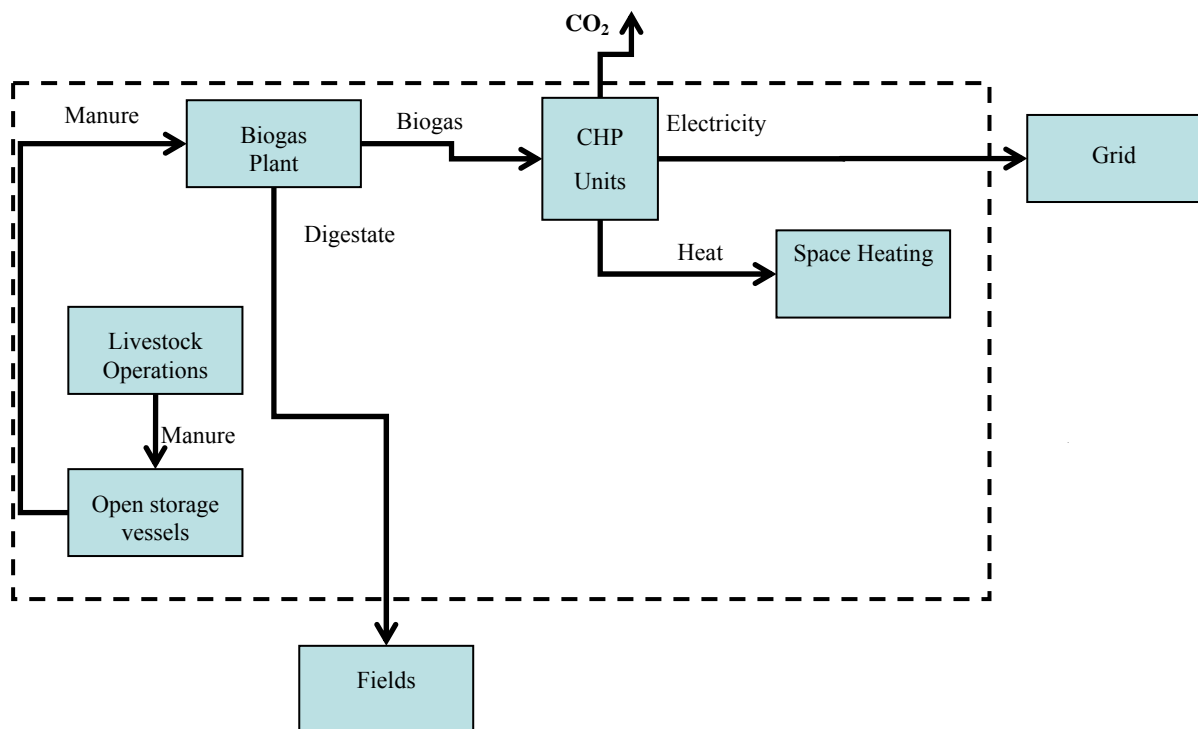 CO₂
Manure
Biogas
Plant
Biogas
CHP
Units
Electricity
Grid
Digestate
Heat
Space Heating
Livestock
Operations
Manure
Open storage
vessels
Fields